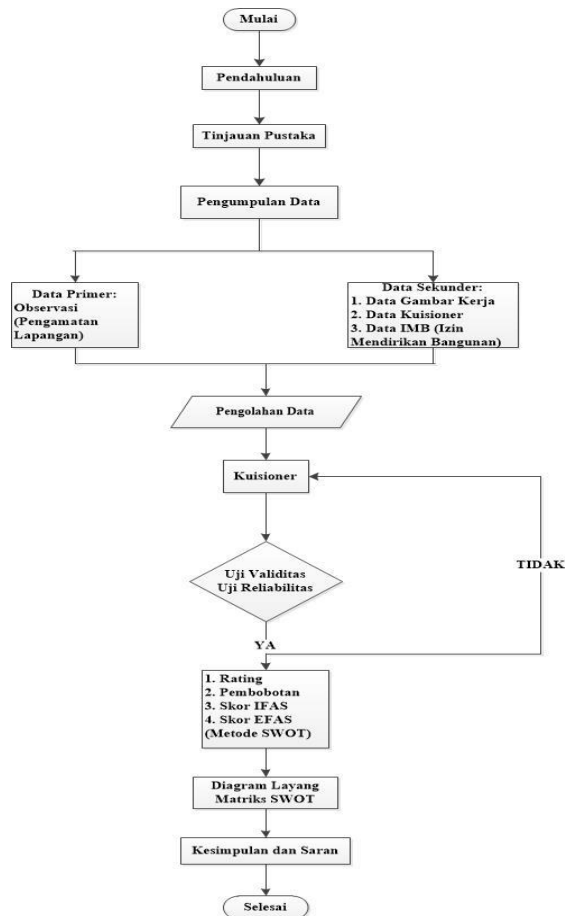 Mulai
Pendahuluan
Tinjauan Pustaka
Pengumpulan Data
Data Primer:
Observasi
(Pengamatan
Lapangan)
Data Sekunder:
1. Data Gambar Kerja
2. Data Kuisioner
3. Data IMB (Izin
Mendirikan Bangunan)
Pengolahan Data
Kuisioner
Uji Validitas
Uji Reliabilitas
TIDAK
YA
1. Rating
2. Pembobotan
3. Skor IFAS
4. Skor EFAS
(Metode SWOT)
Diagram Layang
Matriks SWOT
Kesimpulan dan Saran
Selesai